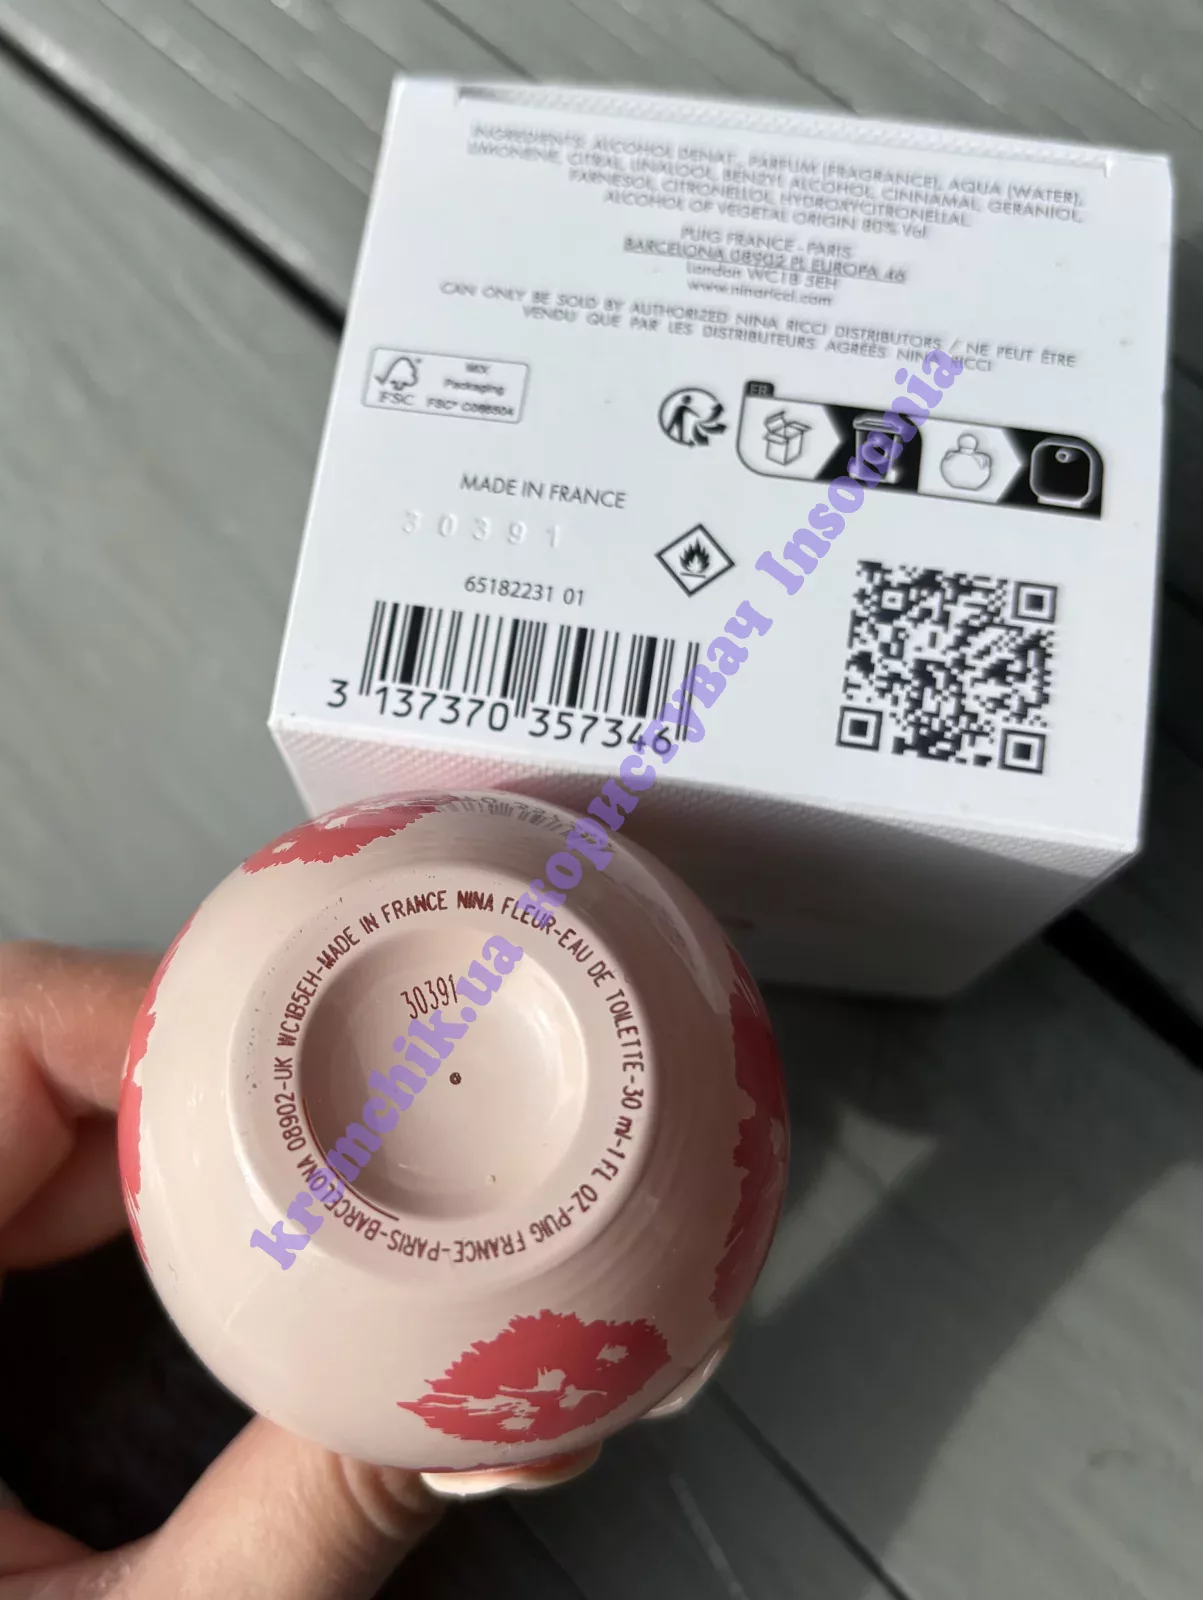 INGREDIENTS: ALCOHOL DENAT., PARFUM (FRAGRANCE), AQUA (WATER),
LIMONENE, CITRAL, LINALOOL, BENZYL ALCOHOL, CINNAMAL, GERANIOL,
FARNESOL, CITRONELLOL, HYDROXYCITRONELLAL.
ALCOHOL OF VEGETAL ORIGIN 80% Vol.
PUIG FRANCE - PARIS
BARCELONA 08902 PL EUROPA 46
London WC1B 5EH
www.ninaricci.com
CAN ONLY BE SOLD BY AUTHORIZED NINA RICCI DISTRIBUTORS / NE PEUT ÊTRE
VENDU QUE PAR LES DISTRIBUTEURS AGRÉÉS NINA RICCI
FSC
MIX
Packaging
FSC®
FR
MADE IN FRANCE
30391
65182231 01
3 137370 357346
MADE IN FRANCE NINA FLEUR-EAU DE TOILETTE-30 ml-1 FL OZ-PUIG FRANCE-PARIS-BARCELONA 08902-UK WC1B5EH-
30391
kremchik.ua користувач Insomnia